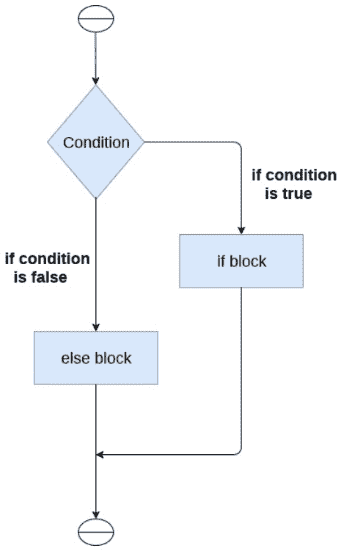 Condition
if condition
is true
if block
if condition
is false
else block